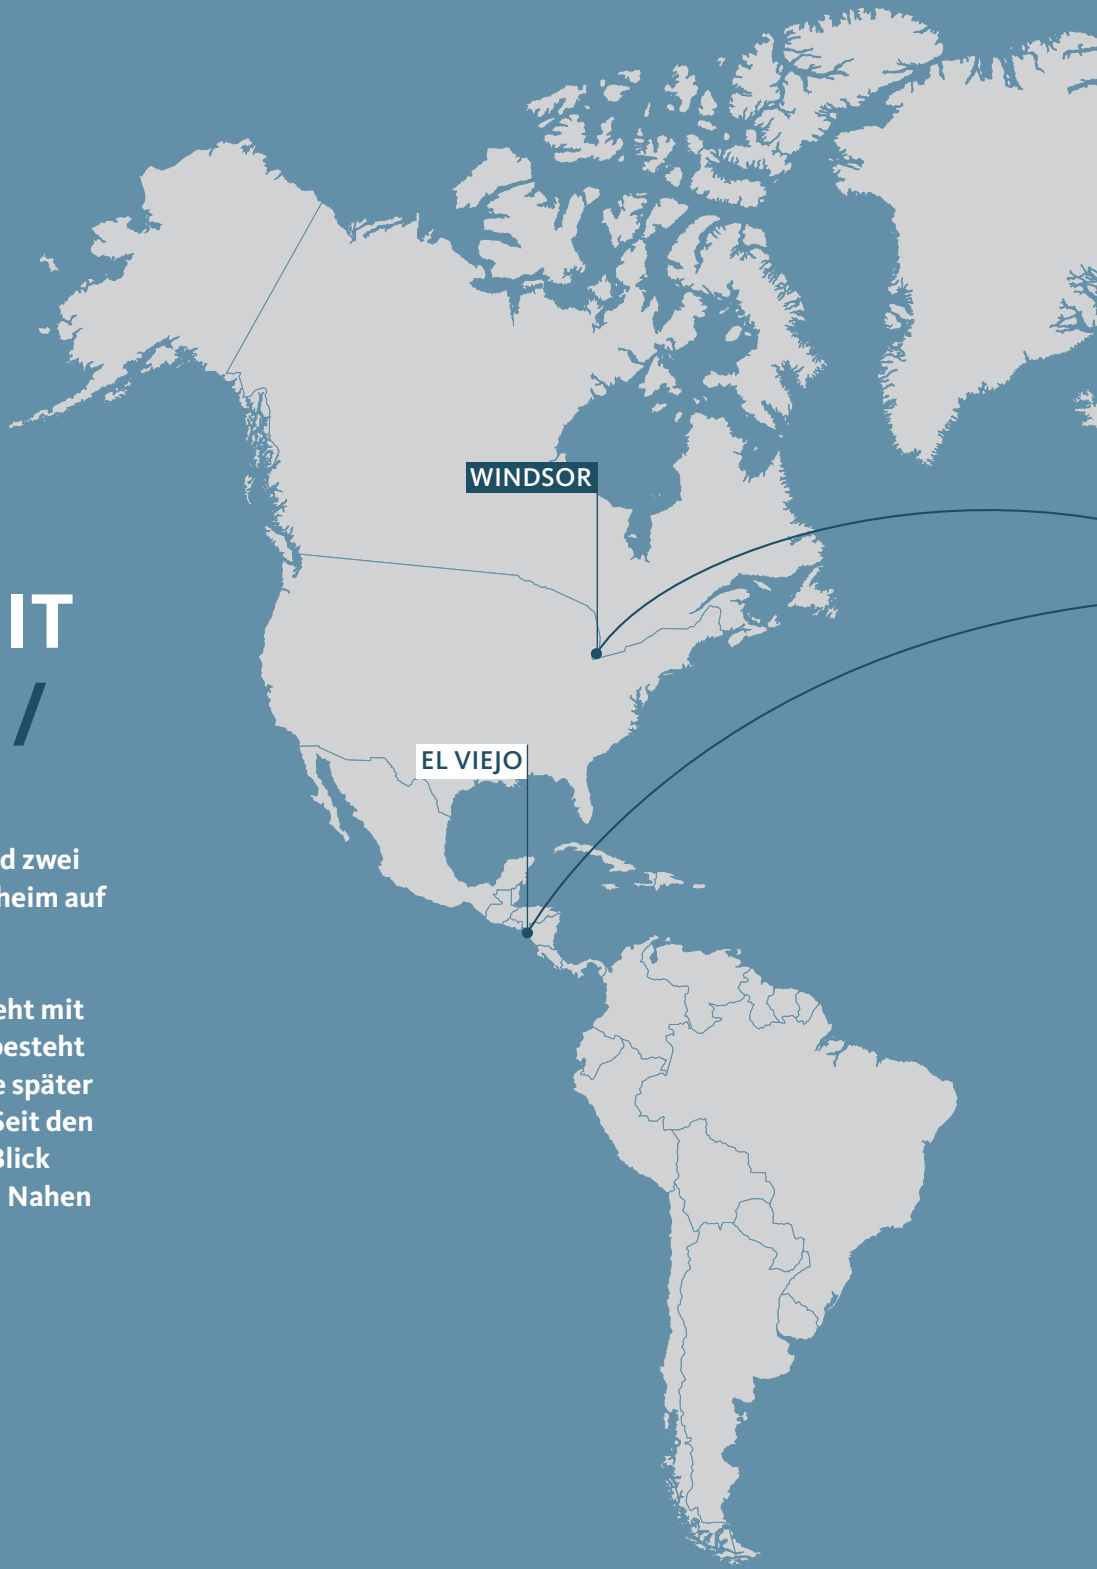 WINDSOR
IT
/
EL VIEJO
d zwei
heim auf
eht mit
besteht
e später
Seit den
Blick
Nahen